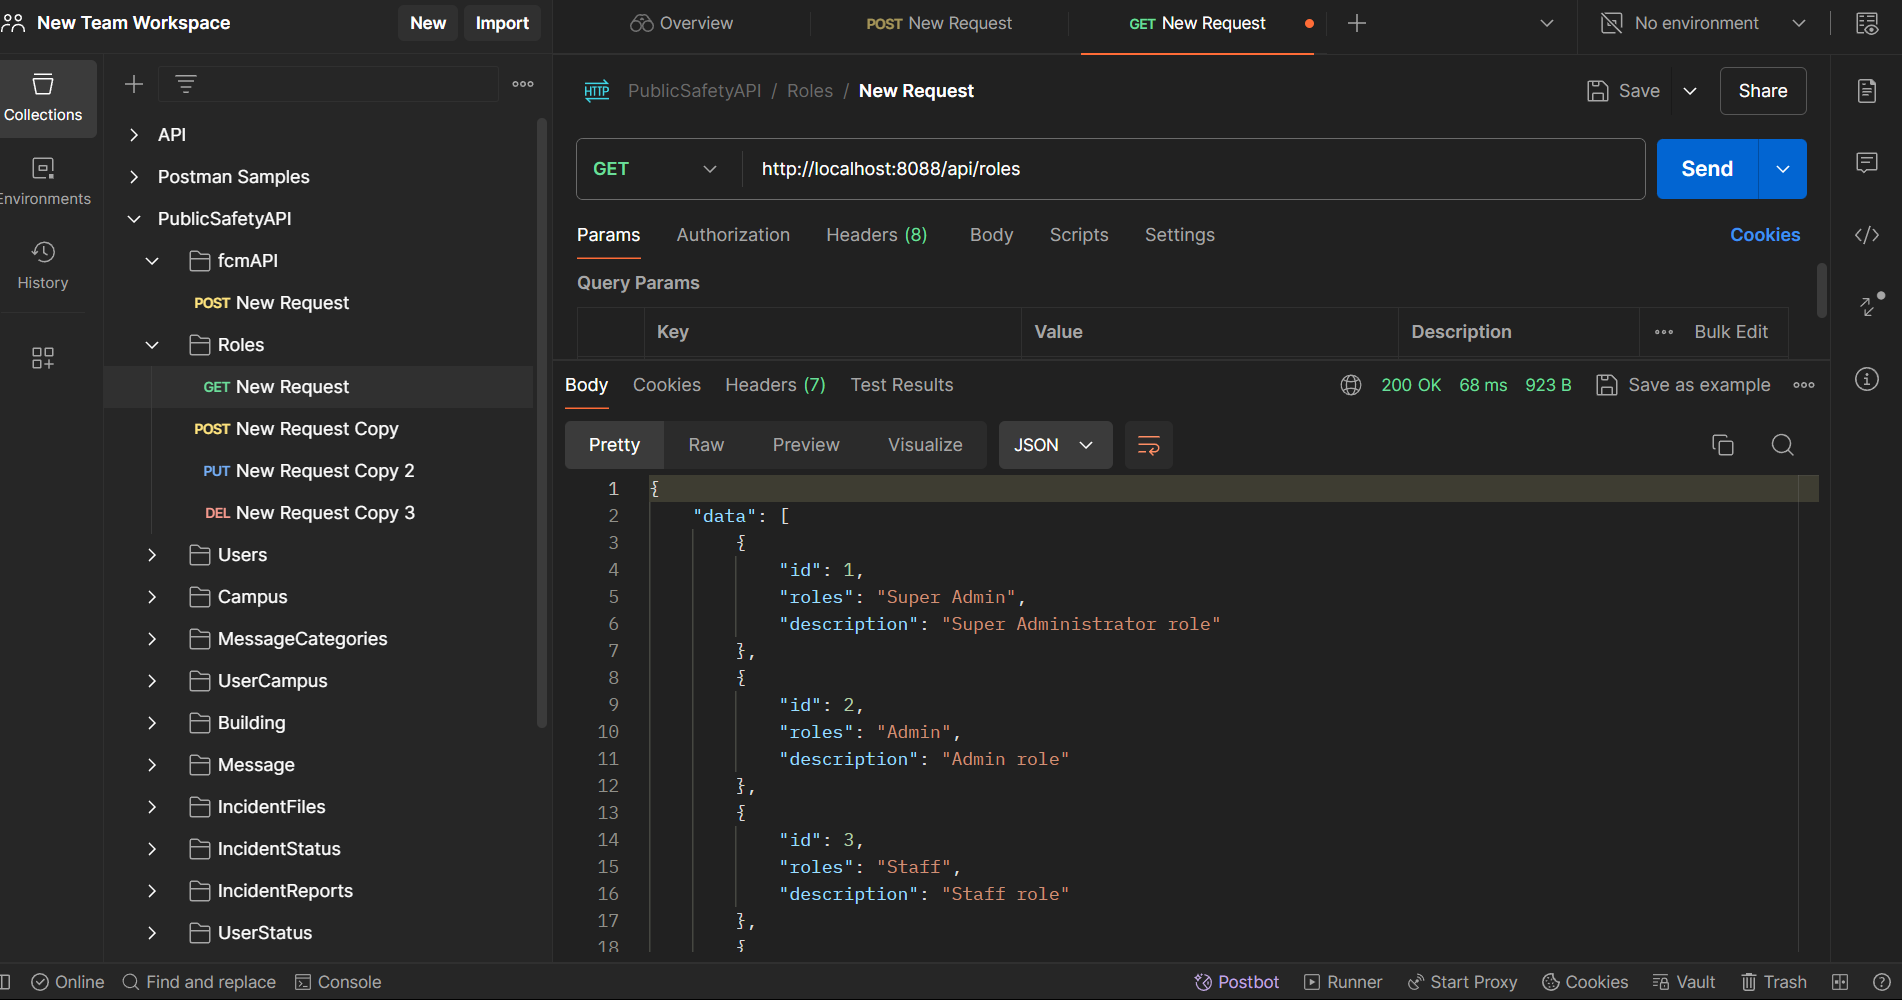 New Team Workspace
New
Import
Overview
POST New Request
GET New Request
No environment
Collections
Environments
History
API
Postman Samples
PublicSafetyAPI
fcmAPI
POST New Request
Roles
GET New Request
POST New Request Copy
PUT New Request Copy 2
DEL New Request Copy 3
Users
Campus
MessageCategories
UserCampus
Building
Message
IncidentFiles
IncidentStatus
IncidentReports
UserStatus
HTTP
PublicSafetyAPI / Roles / New Request
Save
Share
GET
http://localhost:8088/api/roles
Send
Params
Authorization
Headers (8)
Body
Scripts
Settings
Cookies
Query Params
Key
Value
Description
Bulk Edit
Body
Cookies
Headers (7)
Test Results
200 OK
68 ms
923 B
Save as example
Pretty
Raw
Preview
Visualize
JSON
1 {
2 "data": [
3 {
4 "id": 1,
5 "roles": "Super Admin",
6 "description": "Super Administrator role"
7 },
8 {
9 "id": 2,
10 "roles": "Admin",
11 "description": "Admin role"
12 },
13 {
14 "id": 3,
15 "roles": "Staff",
16 "description": "Staff role"
17 },
18 {
Online
Find and replace
Console
Postbot
Runner
Start Proxy
Cookies
Vault
Trash